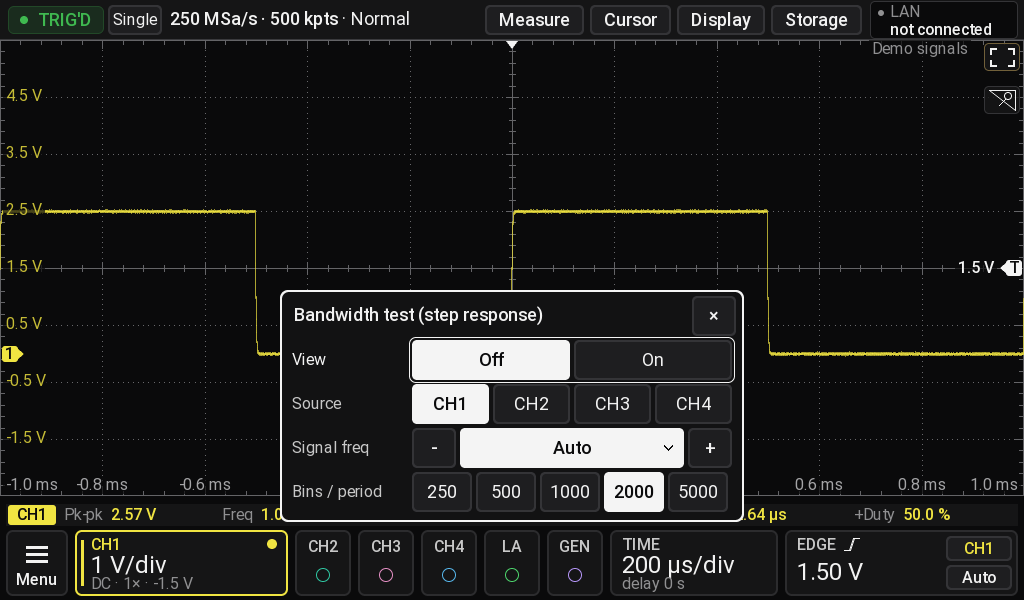 TRIG'D
Single
250 MSa/s · 500 kpts · Normal
Measure
Cursor
Display
Storage
LAN
not connected
Demo signals
4.5 V
3.5 V
2.5 V
1.5 V
1.5 V
T
0.5 V
1
-0.5 V
-1.5 V
Bandwidth test (step response)
×
View
Off
On
Source
CH1
CH2
CH3
CH4
Signal freq
-
Auto
+
Bins / period
250
500
1000
2000
5000
-1.0 ms
-0.8 ms
-0.6 ms
0.6 ms
0.8 ms
1.0 ms
CH1
Pk-pk 2.57 V
Freq 1.0
.64 µs
+Duty 50.0 %
Menu
CH1
1 V/div
DC · 1× · -1.5 V
CH2
CH3
CH4
LA
GEN
TIME
200 µs/div
delay 0 s
EDGE
1.50 V
CH1
Auto